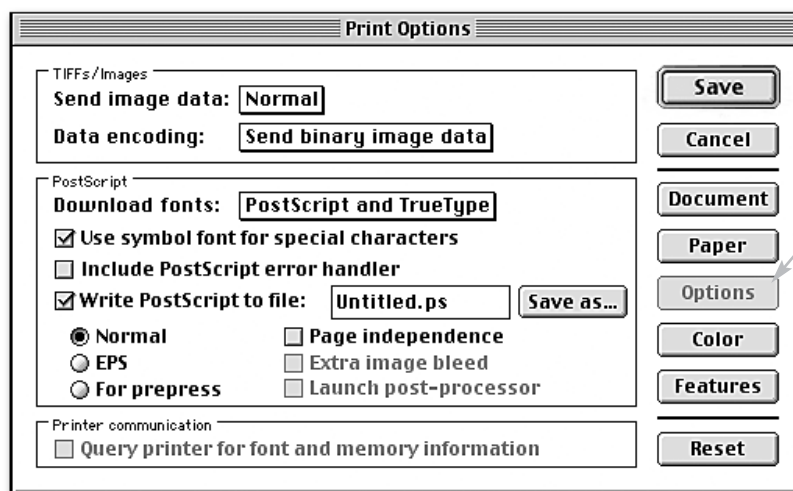 Print Options
TIFFs/Images
Send image data: Normal
Data encoding: Send binary image data
PostScript
Download fonts: PostScript and TrueType
Use symbol font for special characters
Include PostScript error handler
Write PostScript to file: Untitled.ps Save as...
Normal Page independence
EPS Extra image bleed
For prepress Launch post-processor
Printer communication
Query printer for font and memory information
Save
Cancel
Document
Paper
Options
Color
Features
Reset